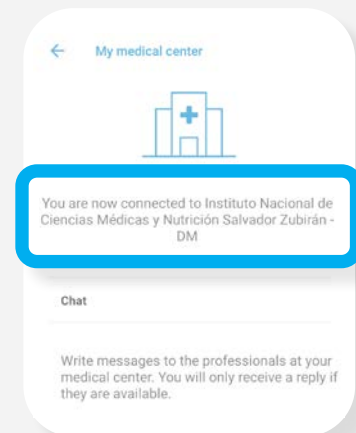 My medical center
You are now connected to Instituto Nacional de
Ciencias Médicas y Nutrición Salvador Zubirán -
DM
Chat
Write messages to the professionals at your
medical center. You will only receive a reply if
they are available.